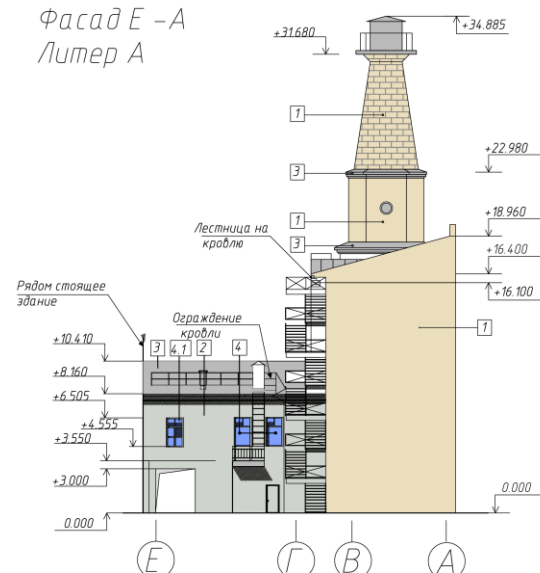 Фасад Е -А
Литер А
+31.680
+34.885
1
3
+22.980
1
Лестница на
кровлю
3
+18.960
+16.400
+16.100
Рядом стоящее
здание
Ограждение
кровли
1
+10.410
3
4.1
2
4
+8.160
+6.505
+4.555
+3.550
+3.000
0.000
0.000
Е
Г
В
А